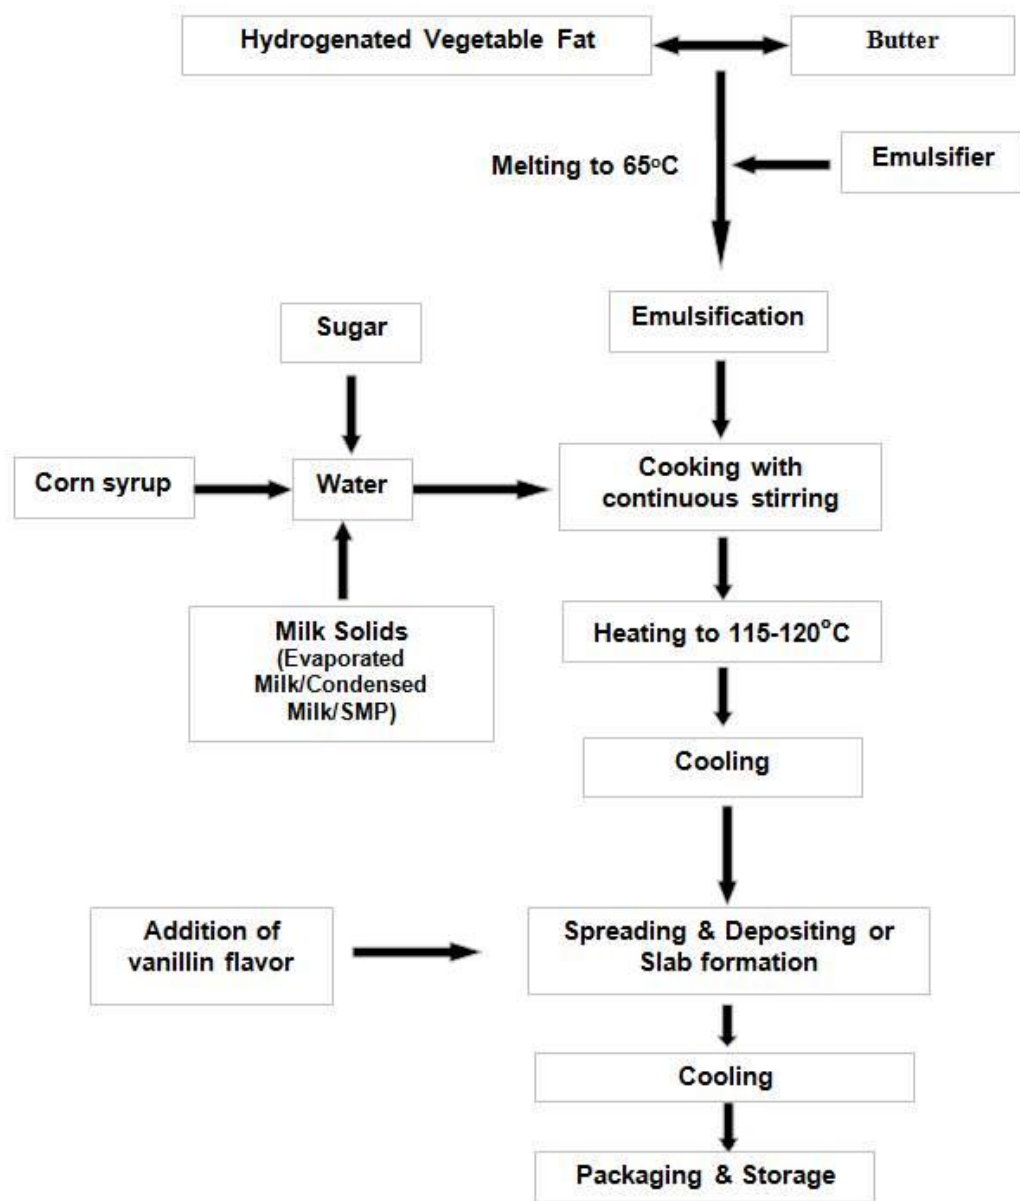 Hydrogenated Vegetable Fat
Butter
Melting to 65°C
Emulsifier
Emulsification
Sugar
Corn syrup
Water
Cooking with
continuous stirring
Milk Solids
(Evaporated
Milk/Condensed
Milk/SMP)
Heating to 115-120°C
Cooling
Addition of
vanillin flavor
Spreading & Depositing or
Slab formation
Cooling
Packaging & Storage